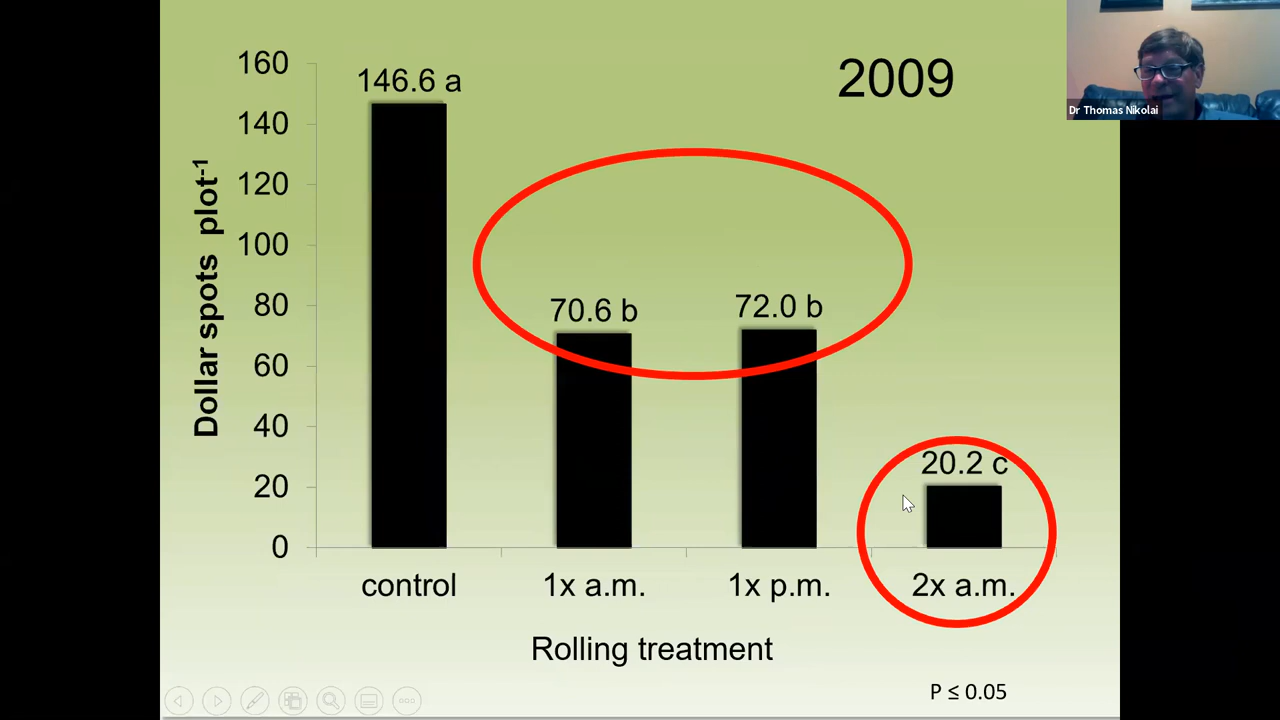 2009
Dr Thomas Nikolai
Dollar spots plot-1
160
140
120
100
80
60
40
20
0
146.6 a
70.6 b
72.0 b
20.2 c
control
1x a.m.
1x p.m.
2x a.m.
Rolling treatment
P ≤ 0.05